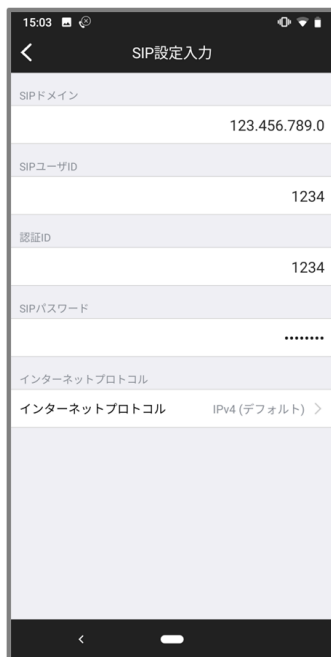 15:03
SIP設定入力
SIPドメイン
123.456.789.0
SIPユーザID
1234
認証ID
1234
SIPパスワード
••••••••
インターネットプロトコル
インターネットプロトコル IPv4 (デフォルト)